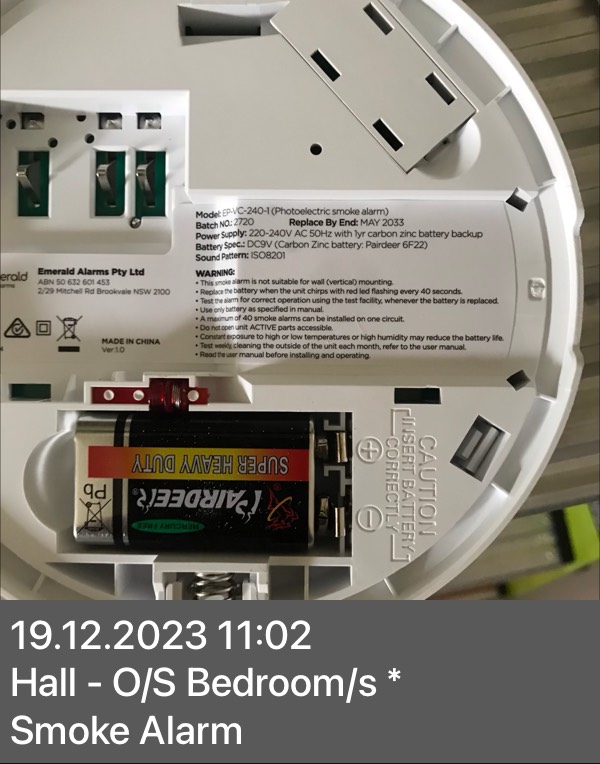 Model: EP-VC-240-1 (Photoelectric smoke alarm)
Batch NO: 2720 Replace By End: MAY 2033
Power Supply: 220-240V AC 50Hz with 1yr carbon zinc battery backup
Battery Spec.: DC9V (Carbon Zinc battery: Pairdeer 6F22)
Sound Pattern: ISO8201
WARNING:
• This smoke alarm is not suitable for wall (vertical) mounting.
• Replace the battery when the unit chirps with red led flashing every 40 seconds.
• Test the alarm for correct operation using the test facility, whenever the battery is replaced.
• Use only battery as specified in manual.
• A maximum of 40 smoke alarms can be installed on one circuit.
• Do not open unit ACTIVE parts accessible.
• Constant exposure to high or low temperatures or high humidity may reduce the battery life.
• Test weekly, cleaning the outside of the unit each month, refer to the user manual.
• Read the user manual before installing and operating.
erald
arms
Emerald Alarms Pty Ltd
ABN 50 632 601 453
2/29 Mitchell Rd Brookvale NSW 2100
MADE IN CHINA
Ver:1.0
SUPER HEAVY DUTY
PAIRDEER®
MERCURY FREE
Pb
+
−
CAUTION
INSERT BATTERY
CORRECTLY
19.12.2023 11:02
Hall - O/S Bedroom/s *
Smoke Alarm